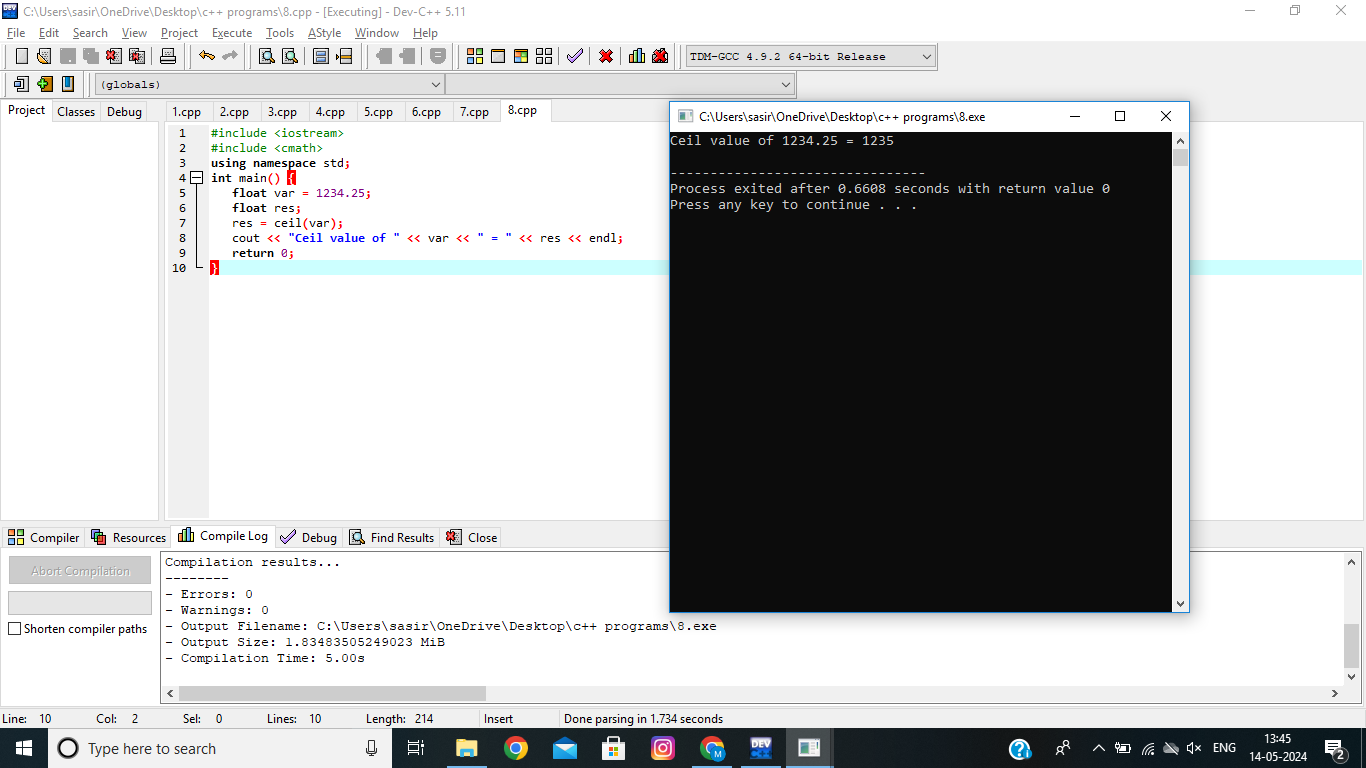 C:\Users\sasir\OneDrive\Desktop\c++ programs\8.cpp - [Executing] - Dev-C++ 5.11
File Edit Search View Project Execute Tools AStyle Window Help
TDM-GCC 4.9.2 64-bit Release
(globals)
Project Classes Debug
1.cpp 2.cpp 3.cpp 4.cpp 5.cpp 6.cpp 7.cpp 8.cpp
1 #include <iostream>
2 #include <cmath>
3 using namespace std;
4 int main() {
5 float var = 1234.25;
6 float res;
7 res = ceil(var);
8 cout << "Ceil value of " << var << " = " << res << endl;
9 return 0;
10 }
C:\Users\sasir\OneDrive\Desktop\c++ programs\8.exe
Ceil value of 1234.25 = 1235
--------------------------------
Process exited after 0.6608 seconds with return value 0
Press any key to continue . . .
Compiler Resources Compile Log Debug Find Results Close
Abort Compilation
Shorten compiler paths
Compilation results...
--------
- Errors: 0
- Warnings: 0
- Output Filename: C:\Users\sasir\OneDrive\Desktop\c++ programs\8.exe
- Output Size: 1.83483505249023 MiB
- Compilation Time: 5.00s
Line: 10 Col: 2 Sel: 0 Lines: 10 Length: 214 Insert Done parsing in 1.734 seconds
Type here to search
DEV
M
ENG
13:45
14-05-2024
2